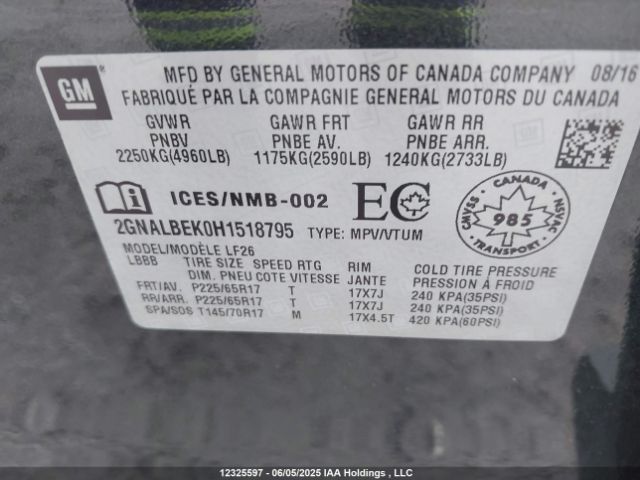 GM
MFD BY GENERAL MOTORS OF CANADA COMPANY 08/16
FABRIQUÉ PAR LA COMPAGNIE GENERAL MOTORS DU CANADA
GVWR GAWR FRT GAWR RR
PNBV PNBE AV. PNBE ARR.
2250KG(4960LB) 1175KG(2590LB) 1240KG(2733LB)
i ICES/NMB-002 EC
CANADA
CMVSS 985 NSVAC
TRANSPORT
2GNALBEK0H1518795 TYPE: MPV/VTUM
MODEL/MODÈLE LF26
LBBB TIRE SIZE SPEED RTG RIM COLD TIRE PRESSURE
DIM. PNEU COTE VITESSE JANTE PRESSION À FROID
FRT/AV. P225/65R17 T 17X7J 240 KPA(35PSI)
RR/ARR. P225/65R17 T 17X7J 240 KPA(35PSI)
SPA/SOS T145/70R17 M 17X4.5T 420 KPA(60PSI)
12325597 - 06/05/2025 IAA Holdings , LLC